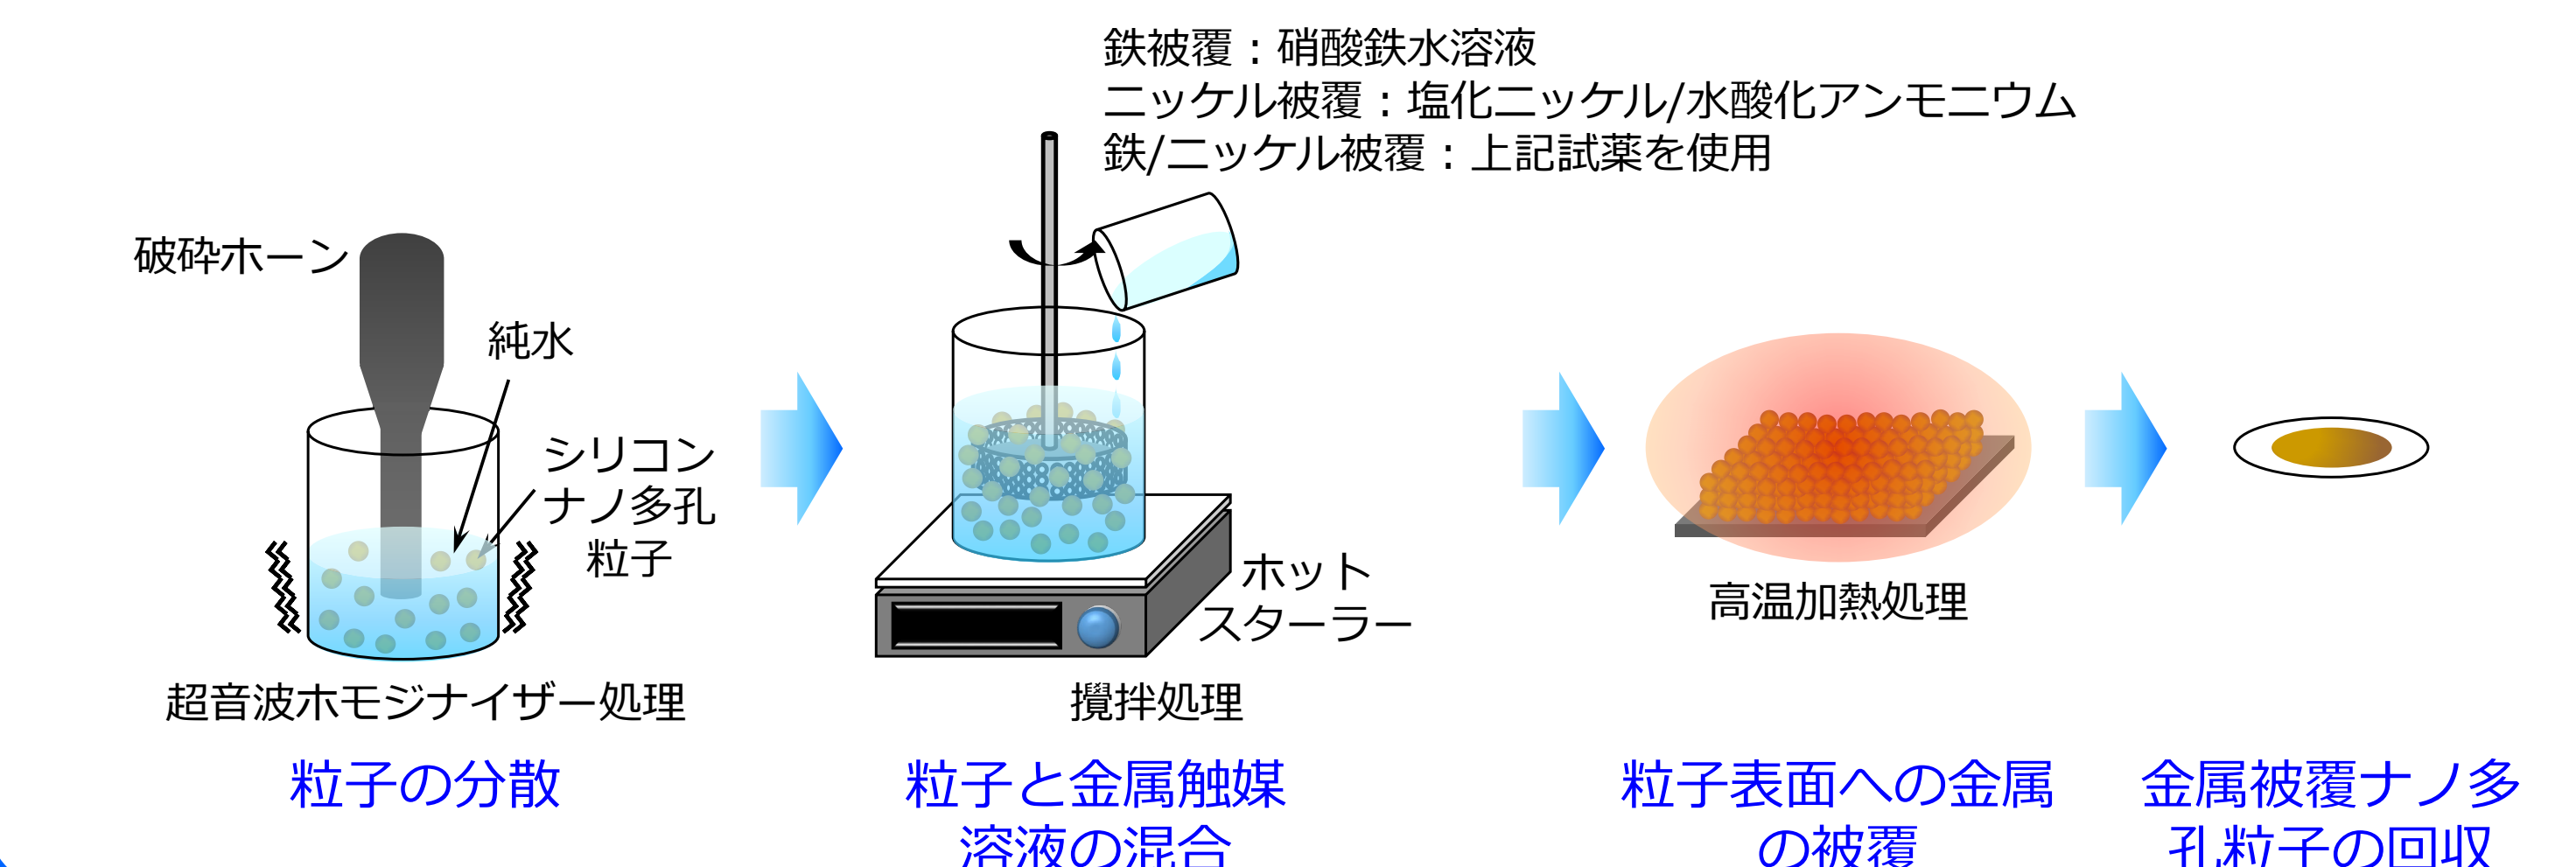 鉄被覆：硝酸鉄水溶液
ニッケル被覆：塩化ニッケル/水酸化アンモニウム
鉄/ニッケル被覆：上記試薬を使用
破砕ホーン
純水
シリコン
ナノ多孔
粒子
超音波ホモジナイザー処理
粒子の分散
ホット
スターラー
攪拌処理
粒子と金属触媒
溶液の混合
高温加熱処理
粒子表面への金属
の被覆
金属被覆ナノ多
孔粒子の回収